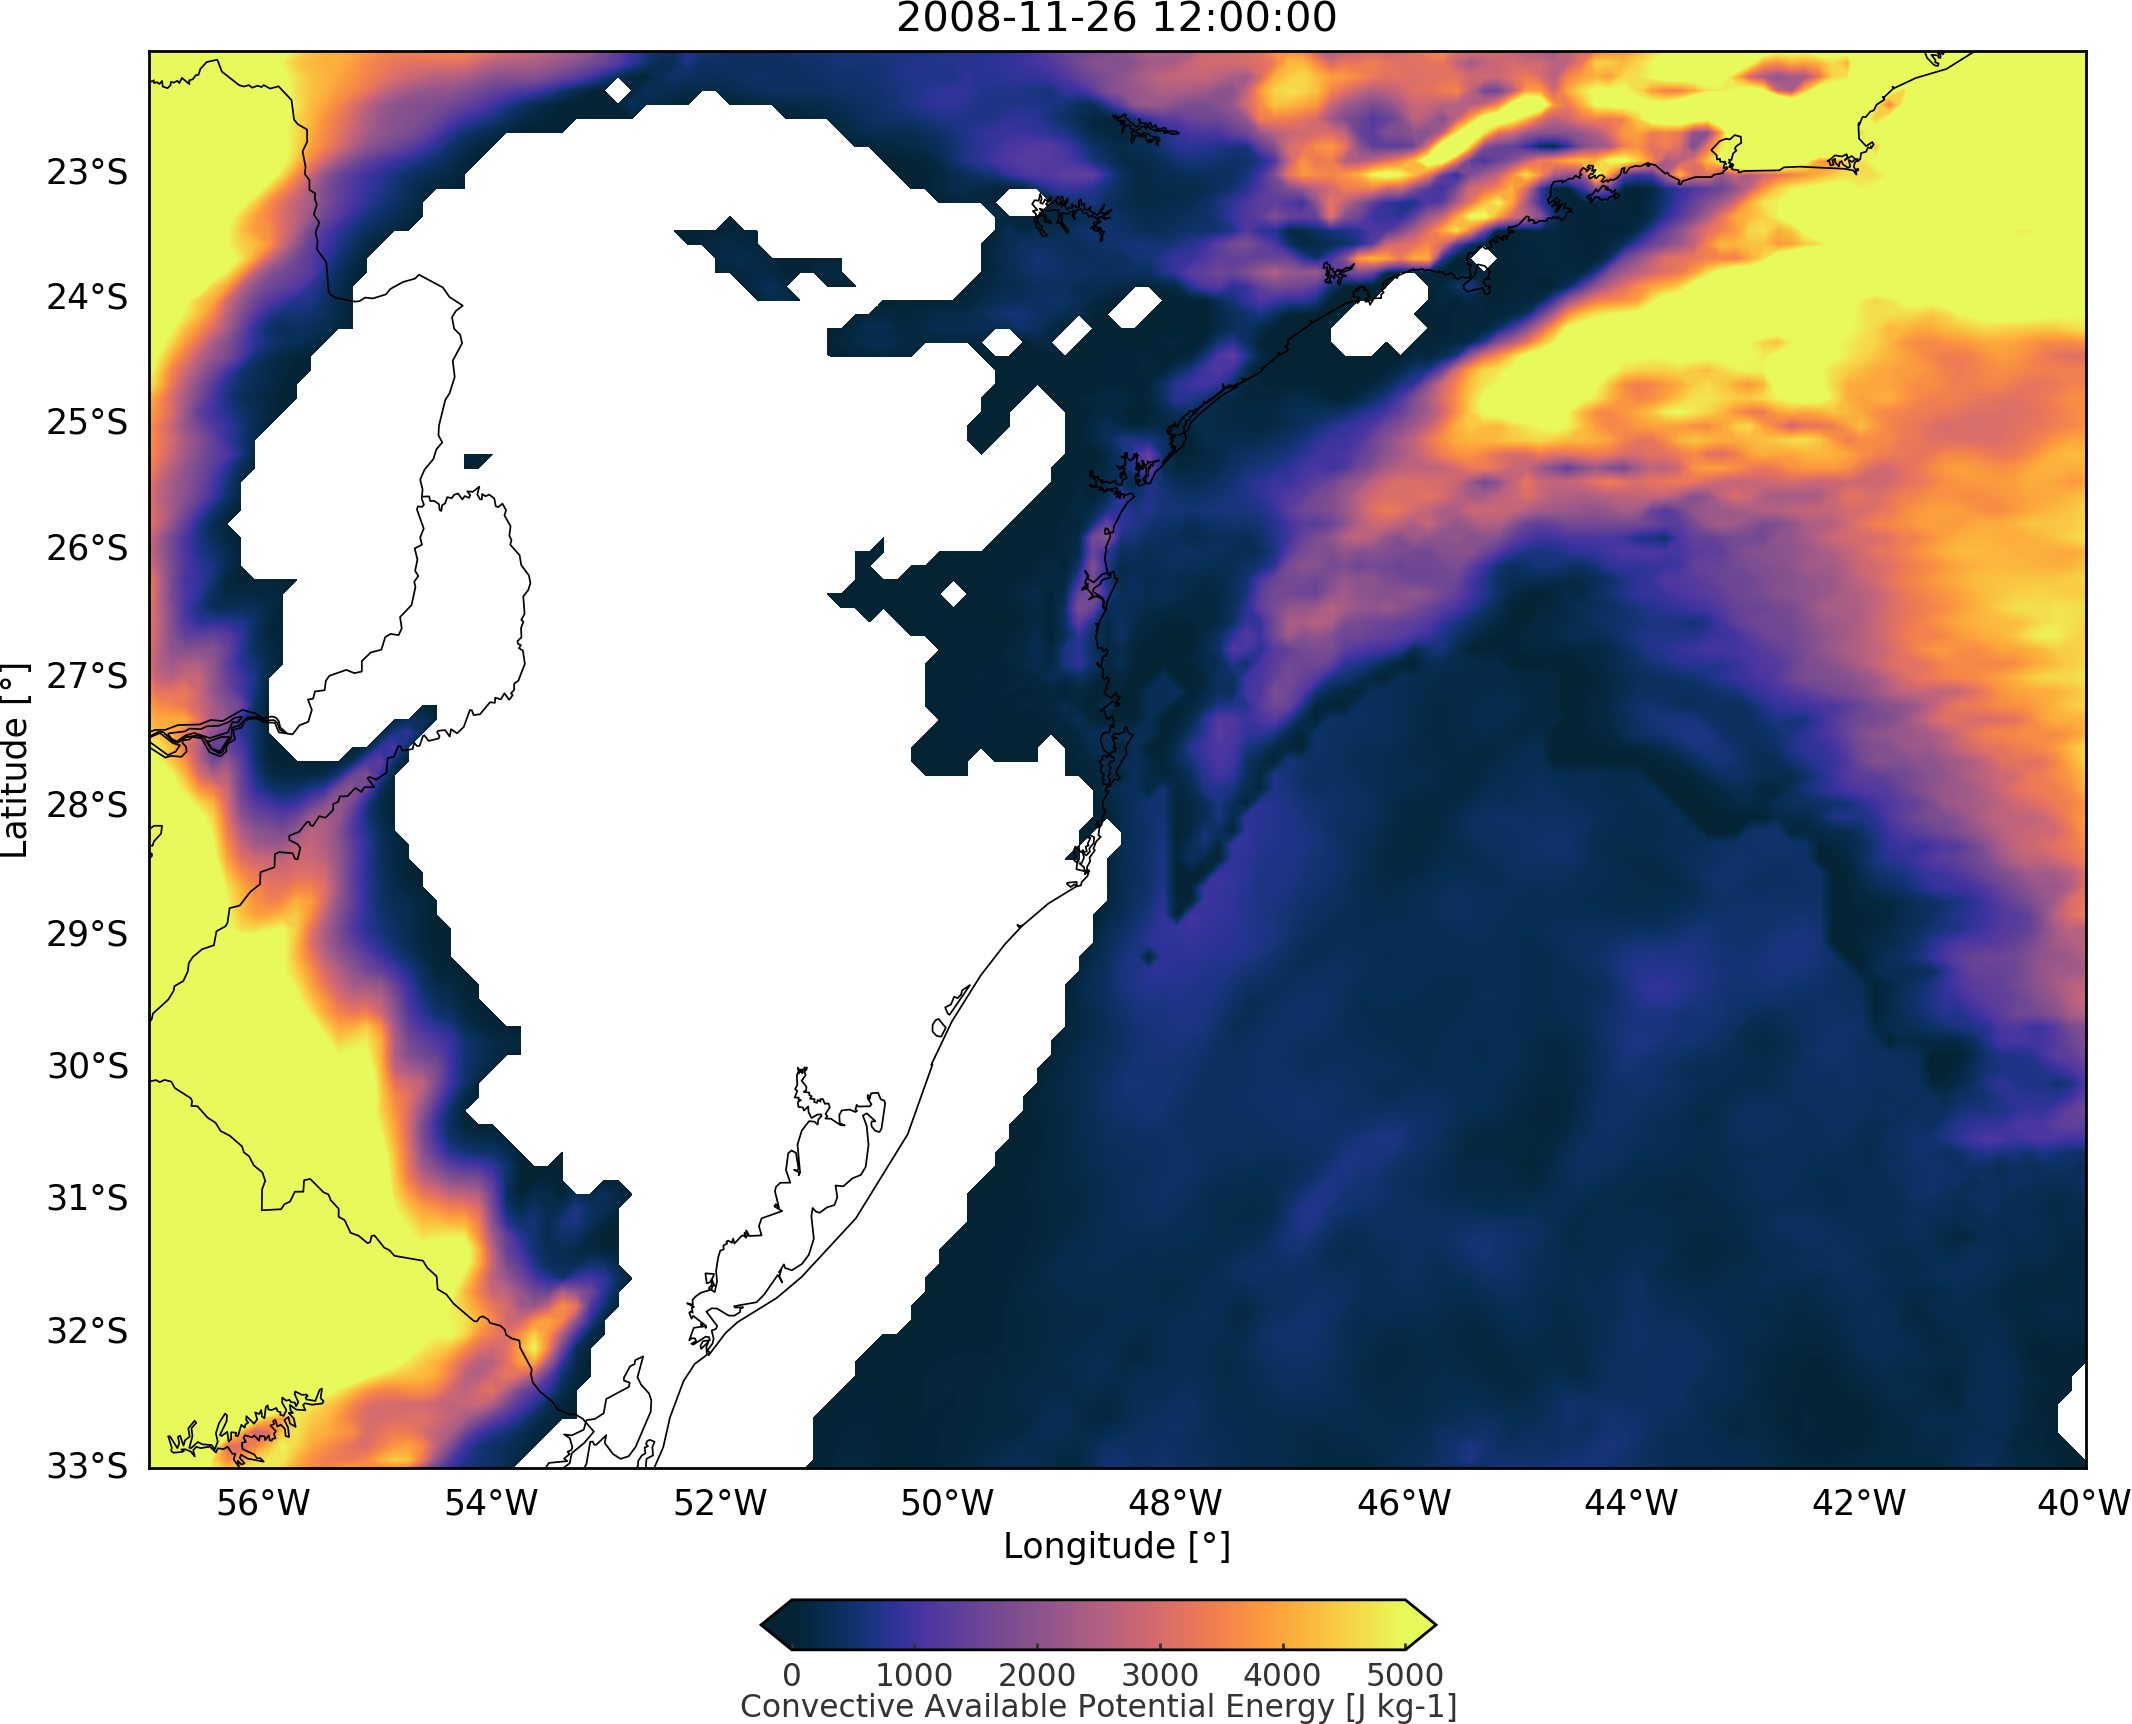 2008-11-26 12:00:00
23°S
24°S
25°S
26°S
27°S
28°S
29°S
30°S
31°S
32°S
33°S
Latitude [°]
56°W 54°W 52°W 50°W 48°W 46°W 44°W 42°W 40°W
Longitude [°]
0 1000 2000 3000 4000 5000
Convective Available Potential Energy [J kg-1]